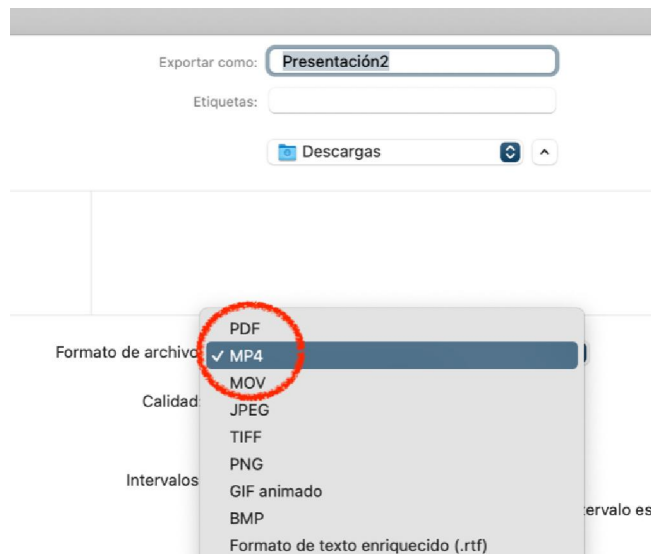 Exportar como: Presentación2
Etiquetas:
Descargas
PDF
Formato de archivo ✓ MP4
MOV
Calidad
JPEG
TIFF
PNG
Intervalos
GIF animado
BMP
ervalo es
Formato de texto enriquecido (.rtf)